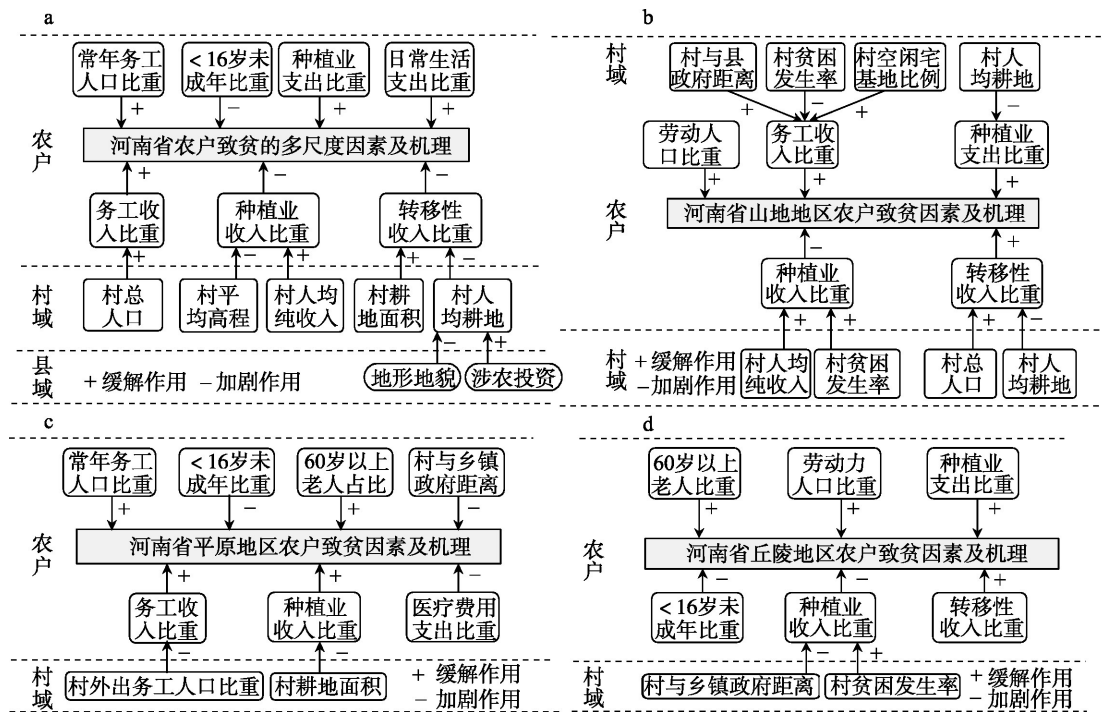 a
常年务工
人口比重
＜16岁未
成年比重
种植业
支出比重
日常生活
支出比重
+
−
+
+
农户
河南省农户致贫的多尺度因素及机理
+
−
−
务工收
入比重
种植业
收入比重
转移性
收入比重
+
−
+
+
−
村域
村总
人口
村平
均高程
村人均
纯收入
村耕
地面积
村人
均耕地
−
+
县域
+缓解作用 −加剧作用
地形地貌
涉农投资
b
村域
村与县
政府距离
村贫困
发生率
村空闲宅
基地比例
村人
均耕地
+
−
+
−
劳动人
口比重
务工收
入比重
种植业
支出比重
+
+
+
农户
河南省山地地区农户致贫因素及机理
−
+
种植业
收入比重
转移性
收入比重
+
+
+
−
村域
+缓解作用
−加剧作用
村人均
纯收入
村贫困
发生率
村总
人口
村人
均耕地
c
常年务工
人口比重
＜16岁未
成年比重
60岁以上
老人占比
村与乡镇
政府距离
+
−
+
−
农户
河南省平原地区农户致贫因素及机理
+
+
−
务工收
入比重
种植业
收入比重
医疗费用
支出比重
−
−
村域
村外出务工人口比重
村耕地面积
+ 缓解作用
− 加剧作用
d
60岁以上
老人比重
劳动力
人口比重
种植业
支出比重
+
+
+
农户
河南省丘陵地区农户致贫因素及机理
−
−
+
＜16岁未
成年比重
种植业
收入比重
转移性
收入比重
−
+
村域
村与乡镇政府距离
村贫困发生率
+缓解作用
−加剧作用